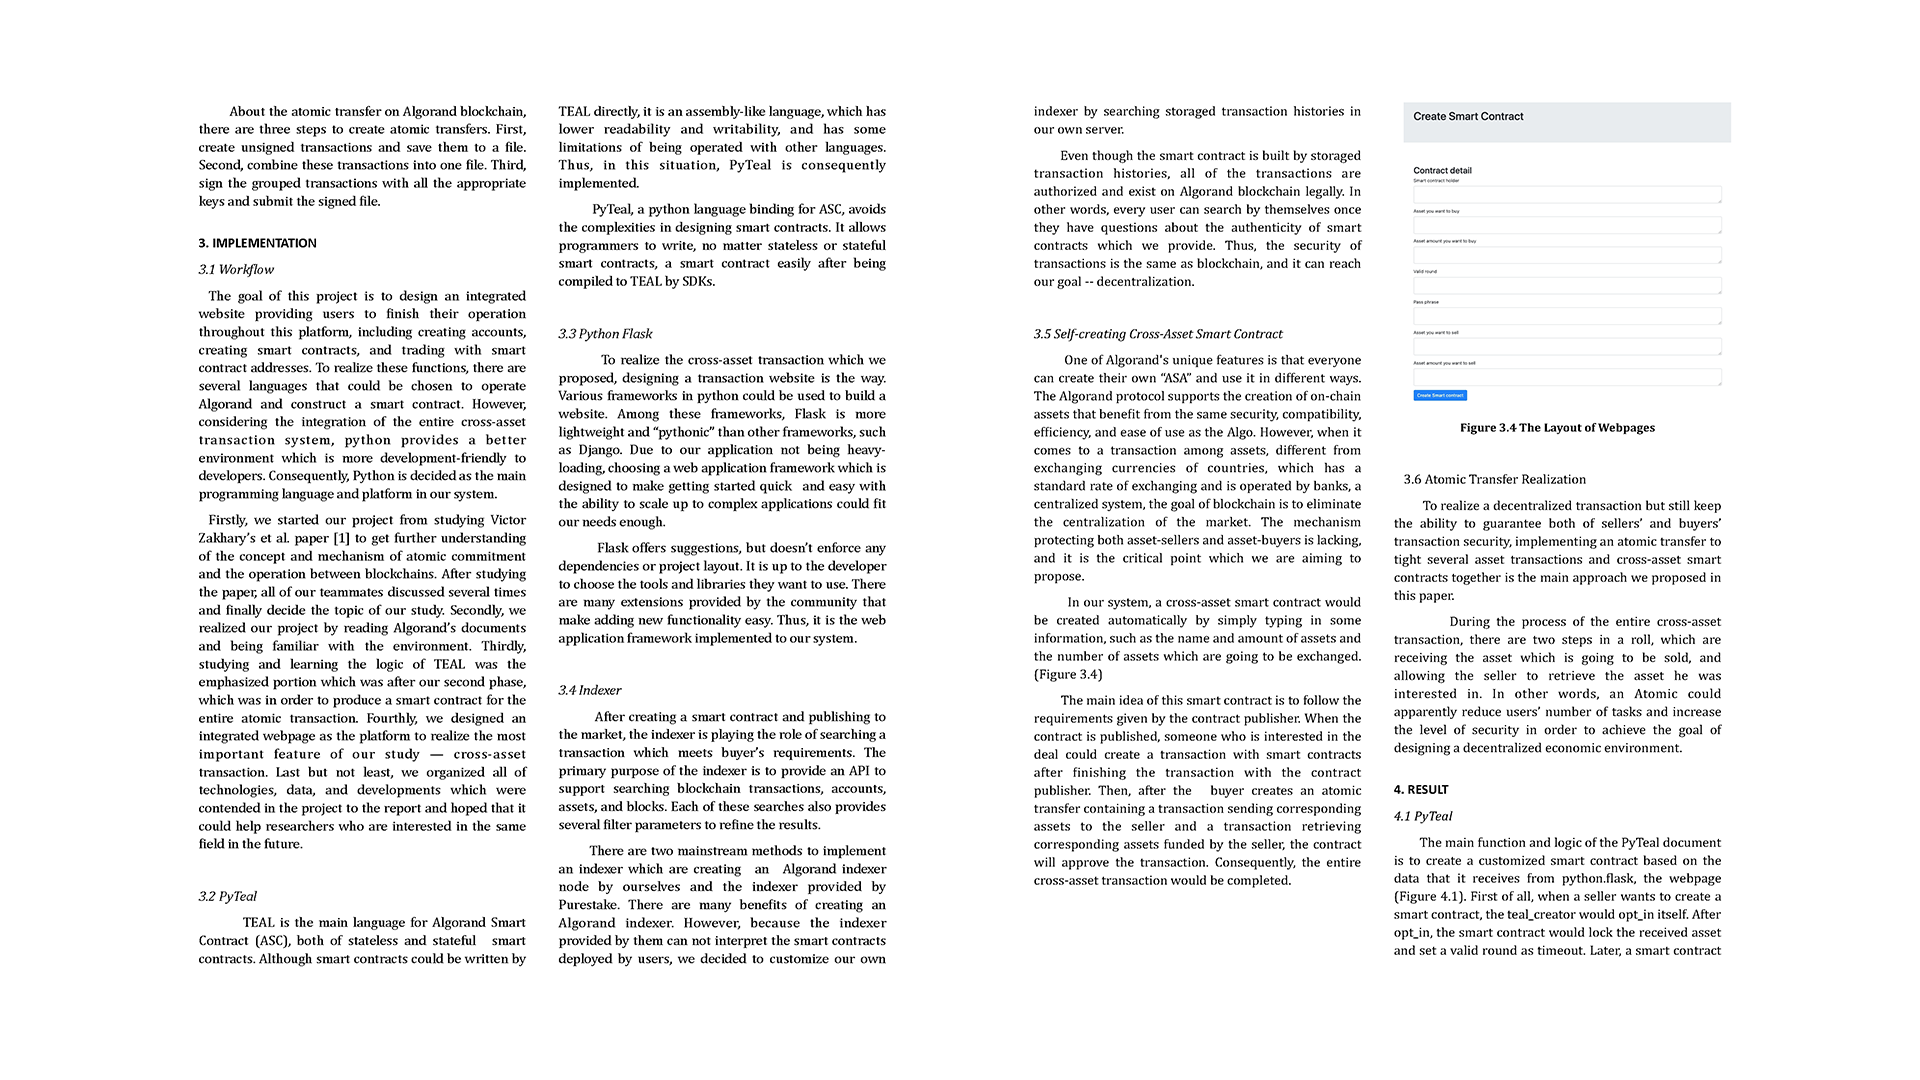 About the atomic transfer on Algorand blockchain,
there are three steps to create atomic transfers. First,
create unsigned transactions and save them to a file.
Second, combine these transactions into one file. Third,
sign the grouped transactions with all the appropriate
keys and submit the signed file.
3. IMPLEMENTATION
3.1 Workflow
The goal of this project is to design an integrated
website providing users to finish their operation
throughout this platform, including creating accounts,
creating smart contracts, and trading with smart
contract addresses. To realize these functions, there are
several languages that could be chosen to operate
Algorand and construct a smart contract. However,
considering the integration of the entire cross-asset
transaction system, python provides a better
environment which is more development-friendly to
developers. Consequently, Python is decided as the main
programming language and platform in our system.
Firstly, we started our project from studying Victor
Zakhary's et al. paper [1] to get further understanding
of the concept and mechanism of atomic commitment
and the operation between blockchains. After studying
the paper, all of our teammates discussed several times
and finally decide the topic of our study. Secondly, we
realized our project by reading Algorand's documents
and being familiar with the environment. Thirdly,
studying and learning the logic of TEAL was the
emphasized portion which was after our second phase,
which was in order to produce a smart contract for the
entire atomic transaction. Fourthly, we designed an
integrated webpage as the platform to realize the most
important feature of our study — cross-asset
transaction. Last but not least, we organized all of
technologies, data, and developments which were
contended in the project to the report and hoped that it
could help researchers who are interested in the same
field in the future.
3.2 PyTeal
TEAL is the main language for Algorand Smart
Contract (ASC), both of stateless and stateful smart
contracts. Although smart contracts could be written by
TEAL directly, it is an assembly-like language, which has
lower readability and writability, and has some
limitations of being operated with other languages.
Thus, in this situation, PyTeal is consequently
implemented.
PyTeal, a python language binding for ASC, avoids
the complexities in designing smart contracts. It allows
programmers to write, no matter stateless or stateful
smart contracts, a smart contract easily after being
compiled to TEAL by SDKs.
3.3 Python Flask
To realize the cross-asset transaction which we
proposed, designing a transaction website is the way.
Various frameworks in python could be used to build a
website. Among these frameworks, Flask is more
lightweight and “pythonic” than other frameworks, such
as Django. Due to our application not being heavy-
loading, choosing a web application framework which is
designed to make getting started quick and easy with
the ability to scale up to complex applications could fit
our needs enough.
Flask offers suggestions, but doesn't enforce any
dependencies or project layout. It is up to the developer
to choose the tools and libraries they want to use. There
are many extensions provided by the community that
make adding new functionality easy. Thus, it is the web
application framework implemented to our system.
3.4 Indexer
After creating a smart contract and publishing to
the market, the indexer is playing the role of searching a
transaction which meets buyer's requirements. The
primary purpose of the indexer is to provide an API to
support searching blockchain transactions, accounts,
assets, and blocks. Each of these searches also provides
several filter parameters to refine the results.
There are two mainstream methods to implement
an indexer which are creating an Algorand indexer
node by ourselves and the indexer provided by
Purestake. There are many benefits of creating an
Algorand indexer. However, because the indexer
provided by them can not interpret the smart contracts
deployed by users, we decided to customize our own
indexer by searching storaged transaction histories in
our own server.
Even though the smart contract is built by storaged
transaction histories, all of the transactions are
authorized and exist on Algorand blockchain legally. In
other words, every user can search by themselves once
they have questions about the authenticity of smart
contracts which we provide. Thus, the security of
transactions is the same as blockchain, and it can reach
our goal -- decentralization.
3.5 Self-creating Cross-Asset Smart Contract
One of Algorand's unique features is that everyone
can create their own “ASA” and use it in different ways.
The Algorand protocol supports the creation of on-chain
assets that benefit from the same security, compatibility,
efficiency, and ease of use as the Algo. However, when it
comes to a transaction among assets, different from
exchanging currencies of countries, which has a
standard rate of exchanging and is operated by banks, a
centralized system, the goal of blockchain is to eliminate
the centralization of the market. The mechanism
protecting both asset-sellers and asset-buyers is lacking,
and it is the critical point which we are aiming to
propose.
In our system, a cross-asset smart contract would
be created automatically by simply typing in some
information, such as the name and amount of assets and
the number of assets which are going to be exchanged.
(Figure 3.4)
The main idea of this smart contract is to follow the
requirements given by the contract publisher. When the
contract is published, someone who is interested in the
deal could create a transaction with smart contracts
after finishing the transaction with the contract
publisher. Then, after the buyer creates an atomic
transfer containing a transaction sending corresponding
assets to the seller and a transaction retrieving
corresponding assets funded by the seller, the contract
will approve the transaction. Consequently, the entire
cross-asset transaction would be completed.
Create Smart Contract
Contract detail
Smart contract holder
Asset you want to buy
Asset amount you want to buy
Valid round
Pass phrase
Asset you want to sell
Asset amount you want to sell
Create Smart contract
Figure 3.4 The Layout of Webpages
3.6 Atomic Transfer Realization
To realize a decentralized transaction but still keep
the ability to guarantee both of sellers' and buyers'
transaction security, implementing an atomic transfer to
tight several asset transactions and cross-asset smart
contracts together is the main approach we proposed in
this paper.
During the process of the entire cross-asset
transaction, there are two steps in a roll, which are
receiving the asset which is going to be sold, and
allowing the seller to retrieve the asset he was
interested in. In other words, an Atomic could
apparently reduce users' number of tasks and increase
the level of security in order to achieve the goal of
designing a decentralized economic environment.
4. RESULT
4.1 PyTeal
The main function and logic of the PyTeal document
is to create a customized smart contract based on the
data that it receives from python.flask, the webpage
(Figure 4.1). First of all, when a seller wants to create a
smart contract, the teal_creator would opt_in itself. After
opt_in, the smart contract would lock the received asset
and set a valid round as timeout. Later, a smart contract